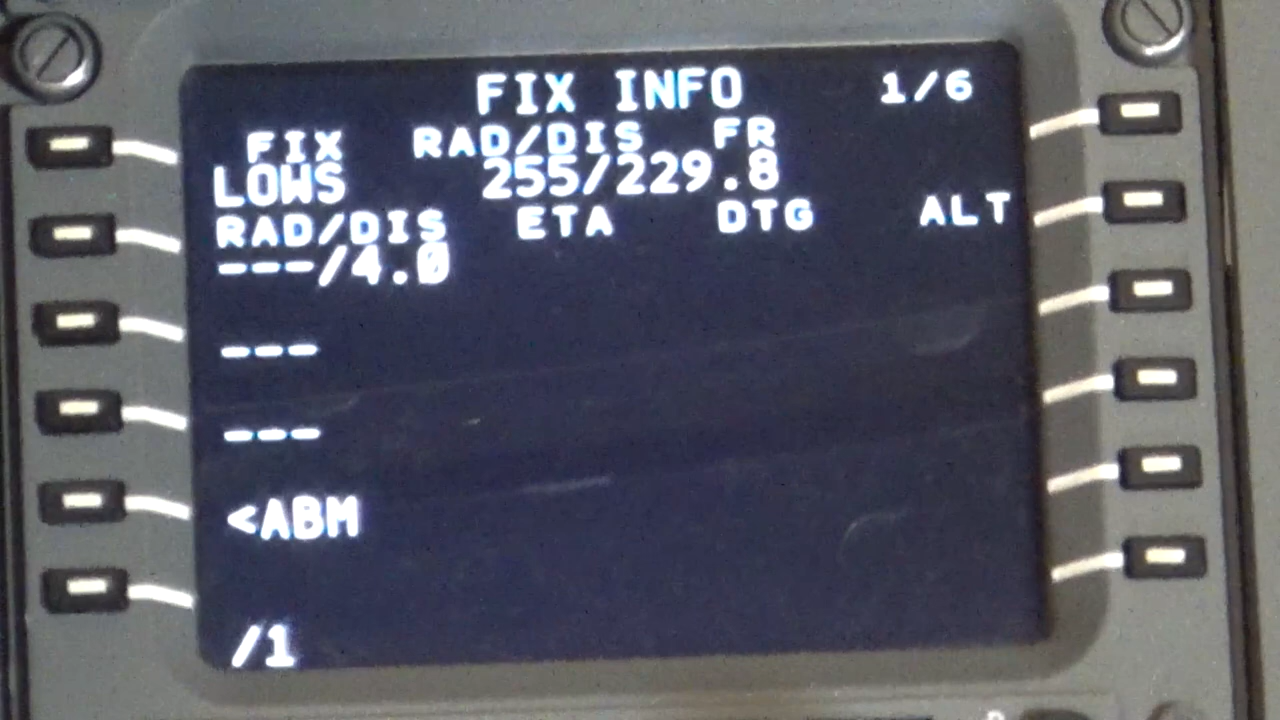 FIX INFO 1/6
FIX RAD/DIS FR
LOWS 255/229.8
RAD/DIS ETA DTG ALT
---/4.0
---
---
<ABM
/1